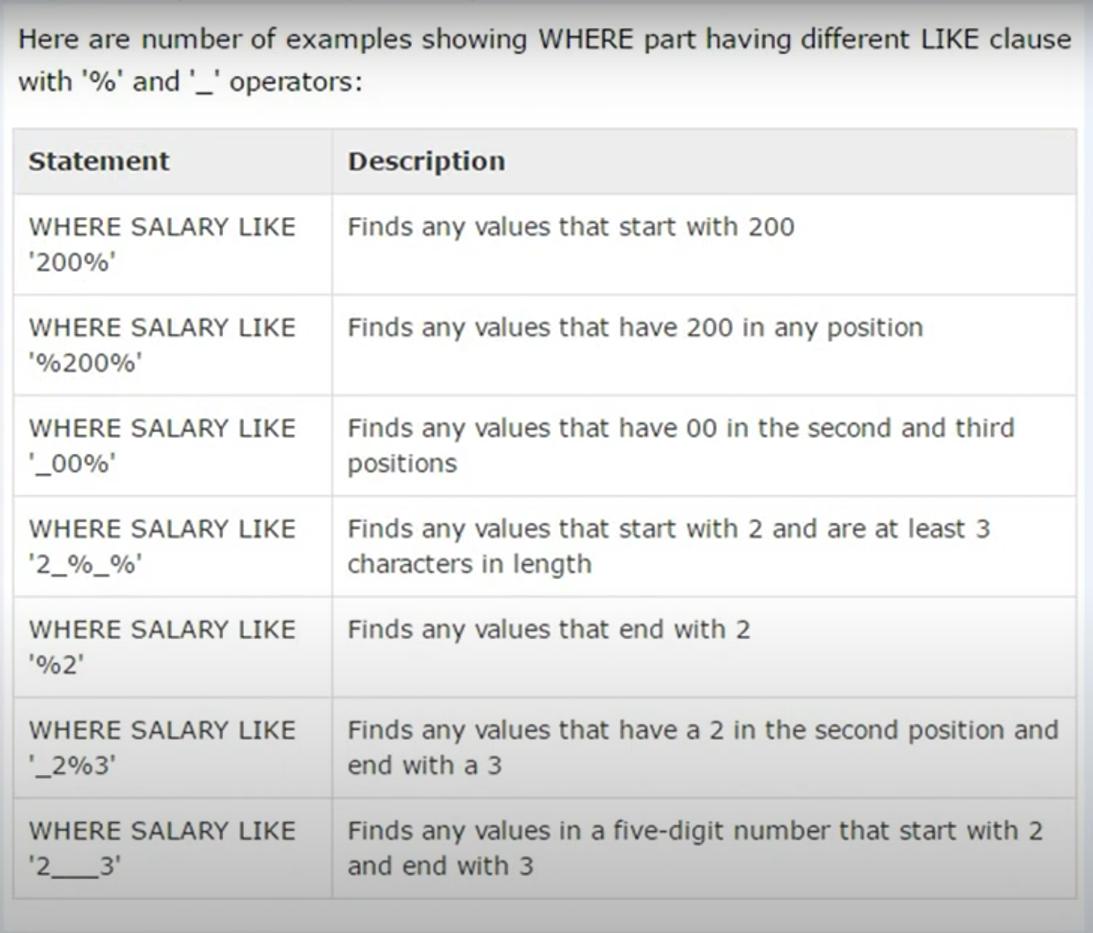 Here are number of examples showing WHERE part having different LIKE clause
with '%' and '_' operators:
Statement
Description
WHERE SALARY LIKE
'200%'
Finds any values that start with 200
WHERE SALARY LIKE
'%200%'
Finds any values that have 200 in any position
WHERE SALARY LIKE
'_00%'
Finds any values that have 00 in the second and third
positions
WHERE SALARY LIKE
'2_%_%'
Finds any values that start with 2 and are at least 3
characters in length
WHERE SALARY LIKE
'%2'
Finds any values that end with 2
WHERE SALARY LIKE
'_2%3'
Finds any values that have a 2 in the second position and
end with a 3
WHERE SALARY LIKE
'2___3'
Finds any values in a five-digit number that start with 2
and end with 3